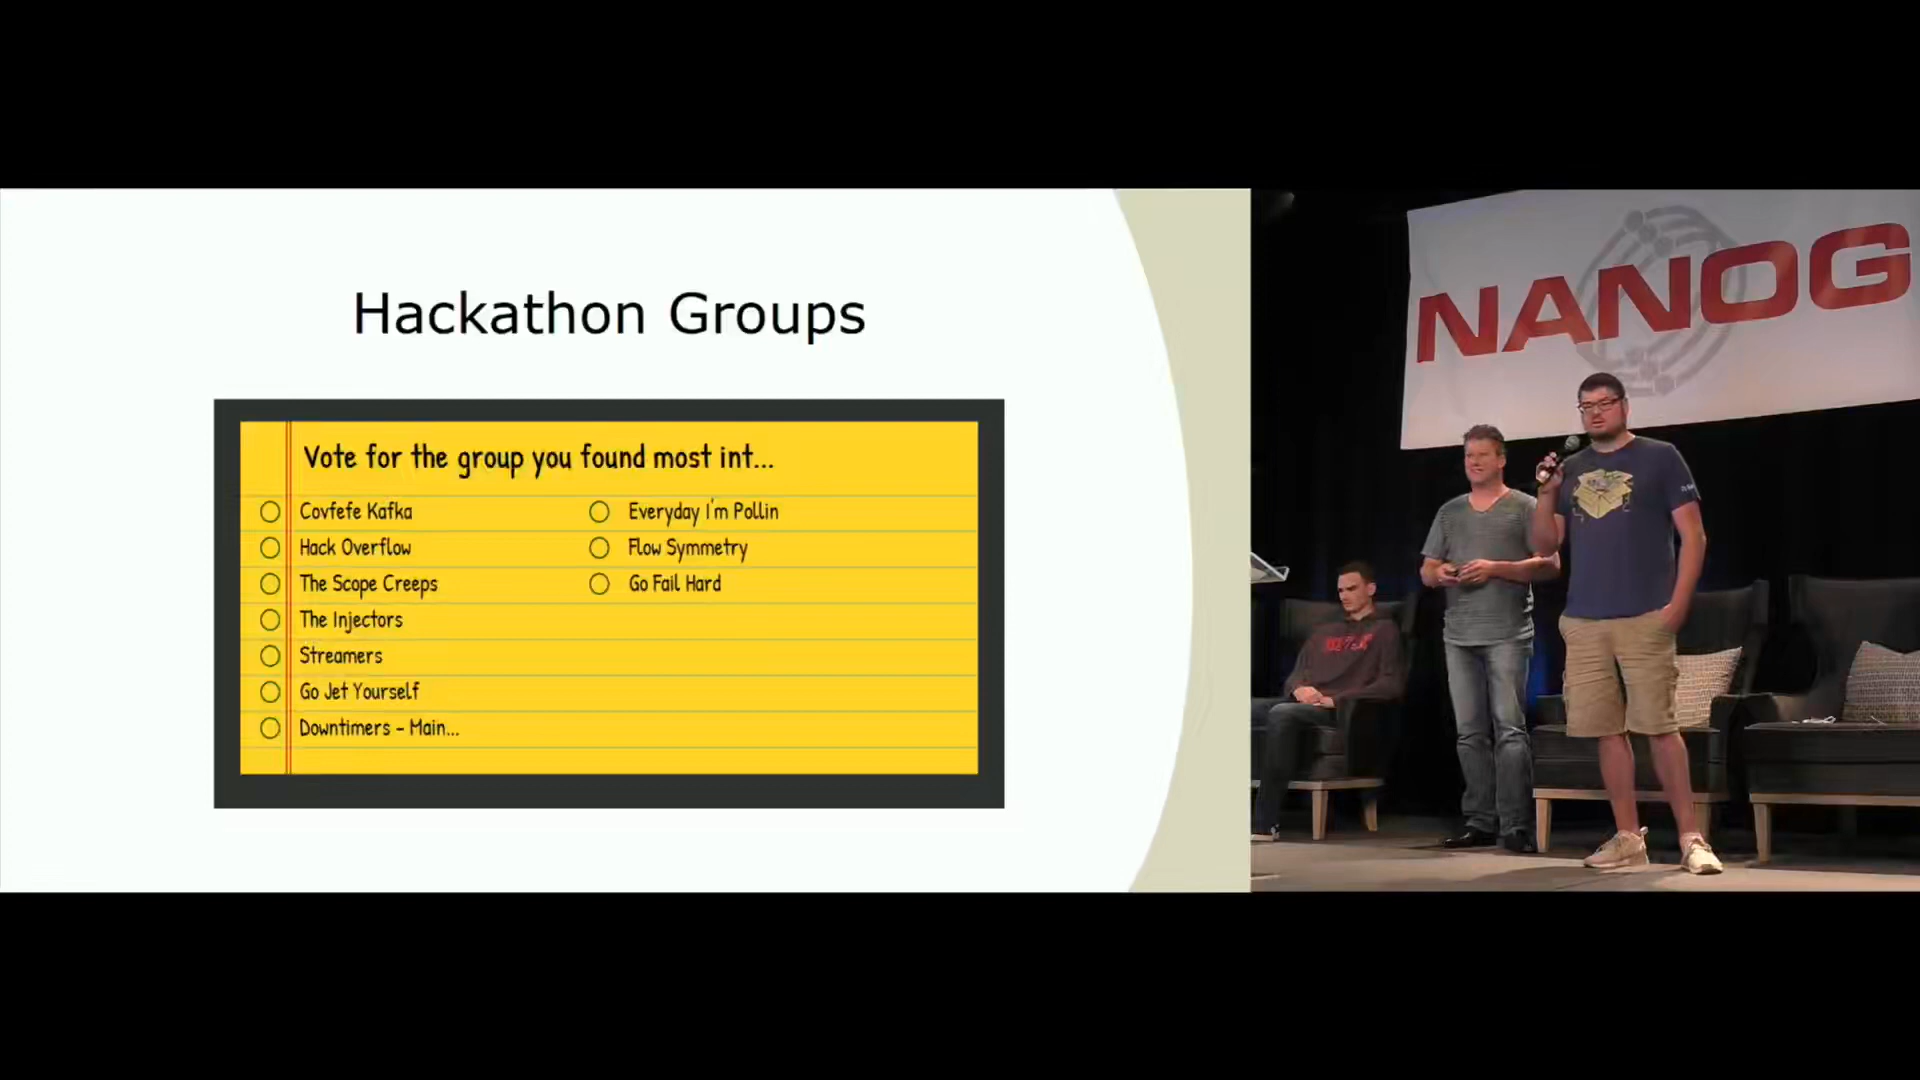 Hackathon Groups
Vote for the group you found most int...
Covfefe Kafka
Hack Overflow
The Scope Creeps
The Injectors
Streamers
Go Jet Yourself
Downtimers - Main...
Everyday I'm Pollin
Flow Symmetry
Go Fail Hard
NANOG